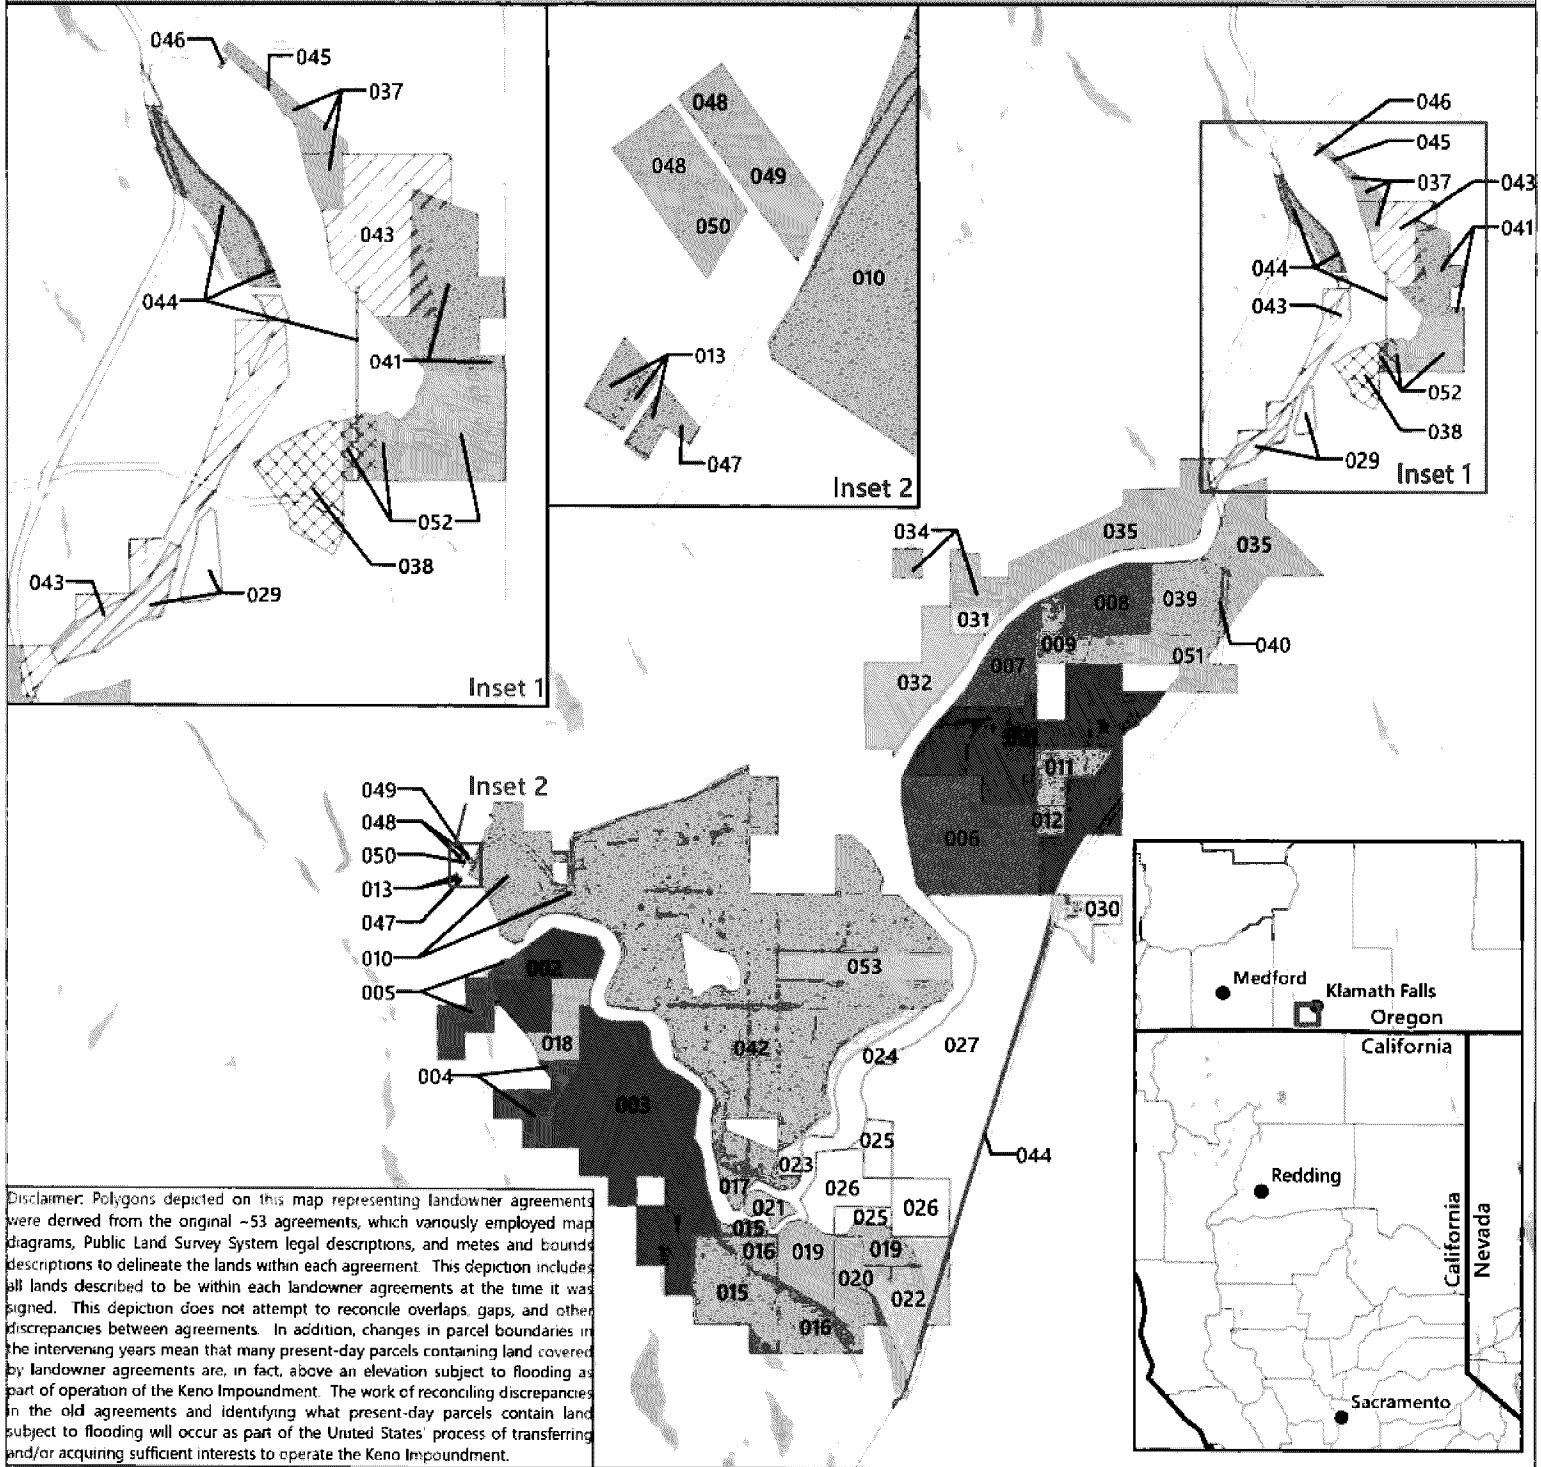 046
045
037
043
044
041
052
038
043
029
Inset 1
048
048
049
050
010
013
047
Inset 2
046
045
037
043
041
044
043
052
038
029
Inset 1
034
035
035
031
008
039
009
007
051
040
032
011
012
006
030
Inset 2
049
048
050
013
047
010
005
002
053
018
042
024
027
004
003
044
025
023
026
017
021
026
025
015
016
019
019
020
015
022
016
Medford
Klamath Falls
Oregon
California
Redding
California
Nevada
Sacramento
Disclaimer: Polygons depicted on this map representing landowner agreements
were derived from the original ~53 agreements, which variously employed map
diagrams, Public Land Survey System legal descriptions, and metes and bounds
descriptions to delineate the lands within each agreement. This depiction includes
all lands described to be within each landowner agreements at the time it was
signed. This depiction does not attempt to reconcile overlaps, gaps, and other
discrepancies between agreements. In addition, changes in parcel boundaries in
the intervening years mean that many present-day parcels containing land covered
by landowner agreements are, in fact, above an elevation subject to flooding as
part of operation of the Keno Impoundment. The work of reconciling discrepancies
in the old agreements and identifying what present-day parcels contain land
subject to flooding will occur as part of the United States' process of transferring
and/or acquiring sufficient interests to operate the Keno Impoundment.